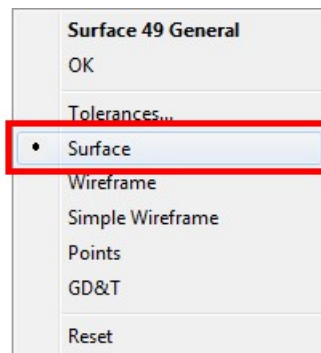 Surface 49 General
OK
Tolerances...
Surface
Wireframe
Simple Wireframe
Points
GD&T
Reset